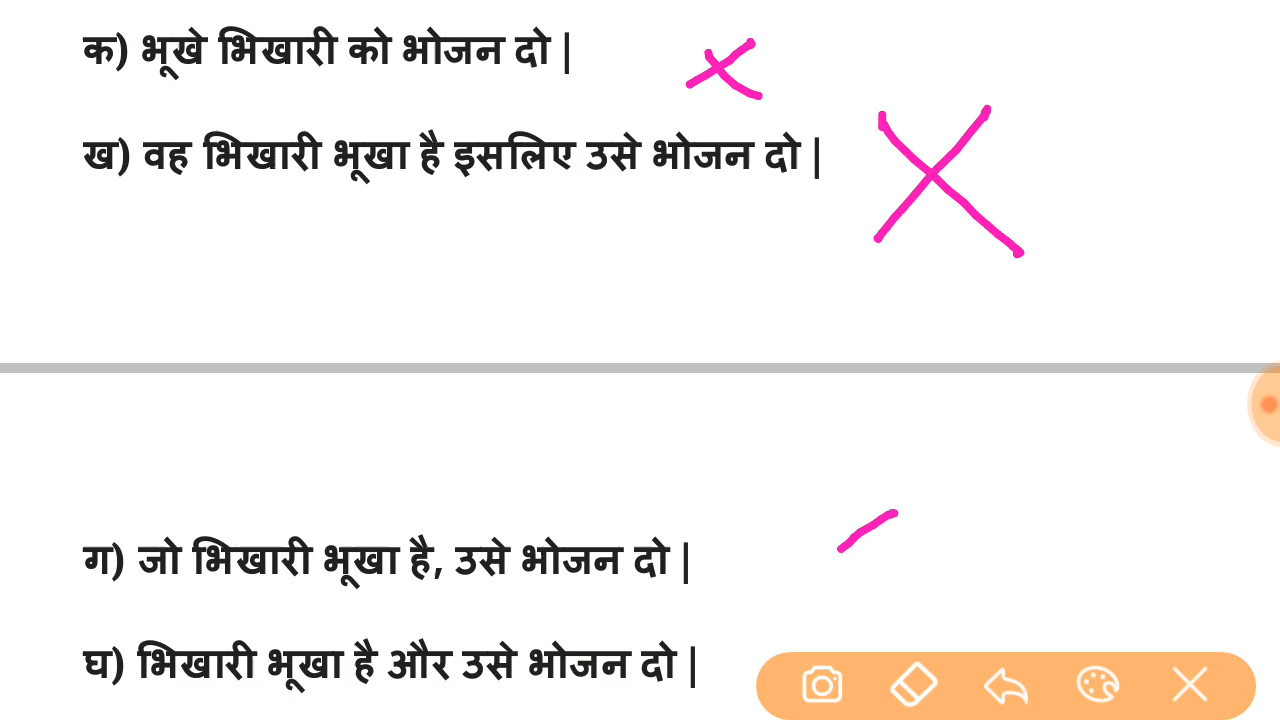 क) भूखे भिखारी को भोजन दो |
ख) वह भिखारी भूखा है इसलिए उसे भोजन दो |
ग) जो भिखारी भूखा है, उसे भोजन दो |
घ) भिखारी भूखा है और उसे भोजन दो |